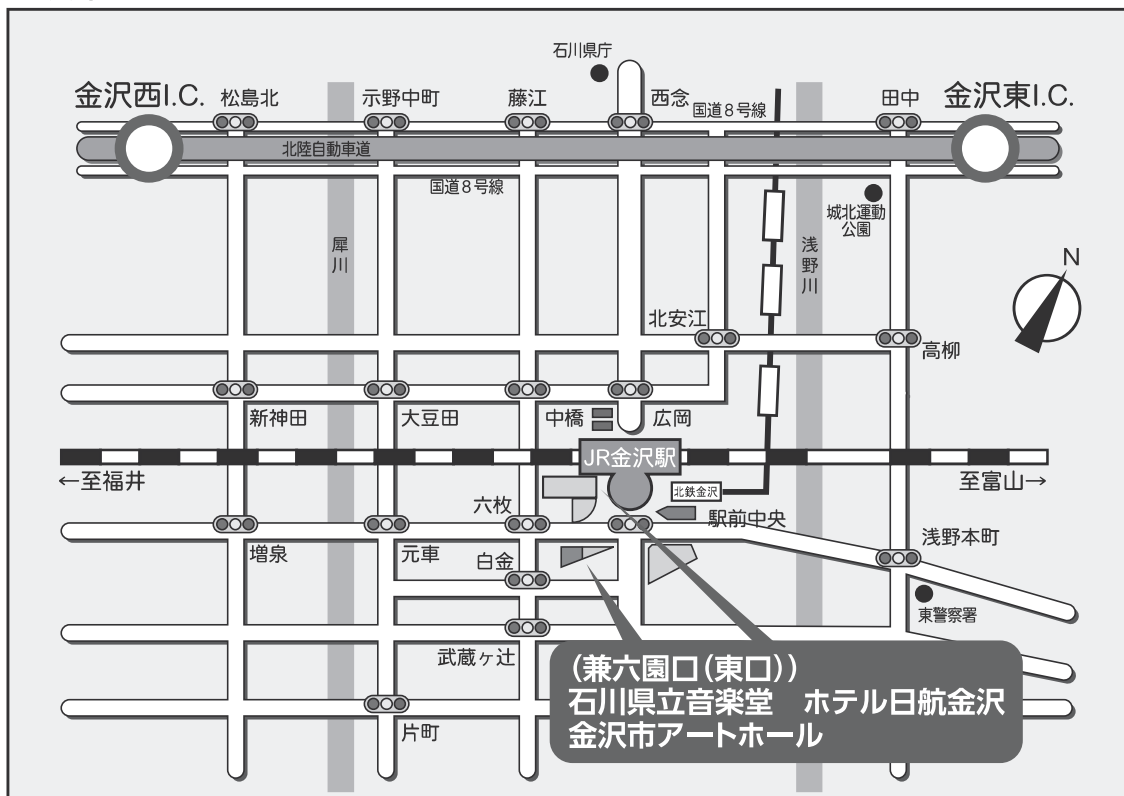 石川県庁
金沢西I.C.
松島北
示野中町
藤江
西念
国道8号線
田中
金沢東I.C.
北陸自動車道
国道8号線
城北運動
公園
犀川
浅野川
N
北安江
高柳
新神田
大豆田
中橋
広岡
JR金沢駅
←至福井
至富山→
北鉄金沢
六枚
駅前中央
浅野本町
増泉
元車
白金
東警察署
武蔵ヶ辻
(兼六園口(東口))
石川県立音楽堂　ホテル日航金沢
金沢市アートホール
片町